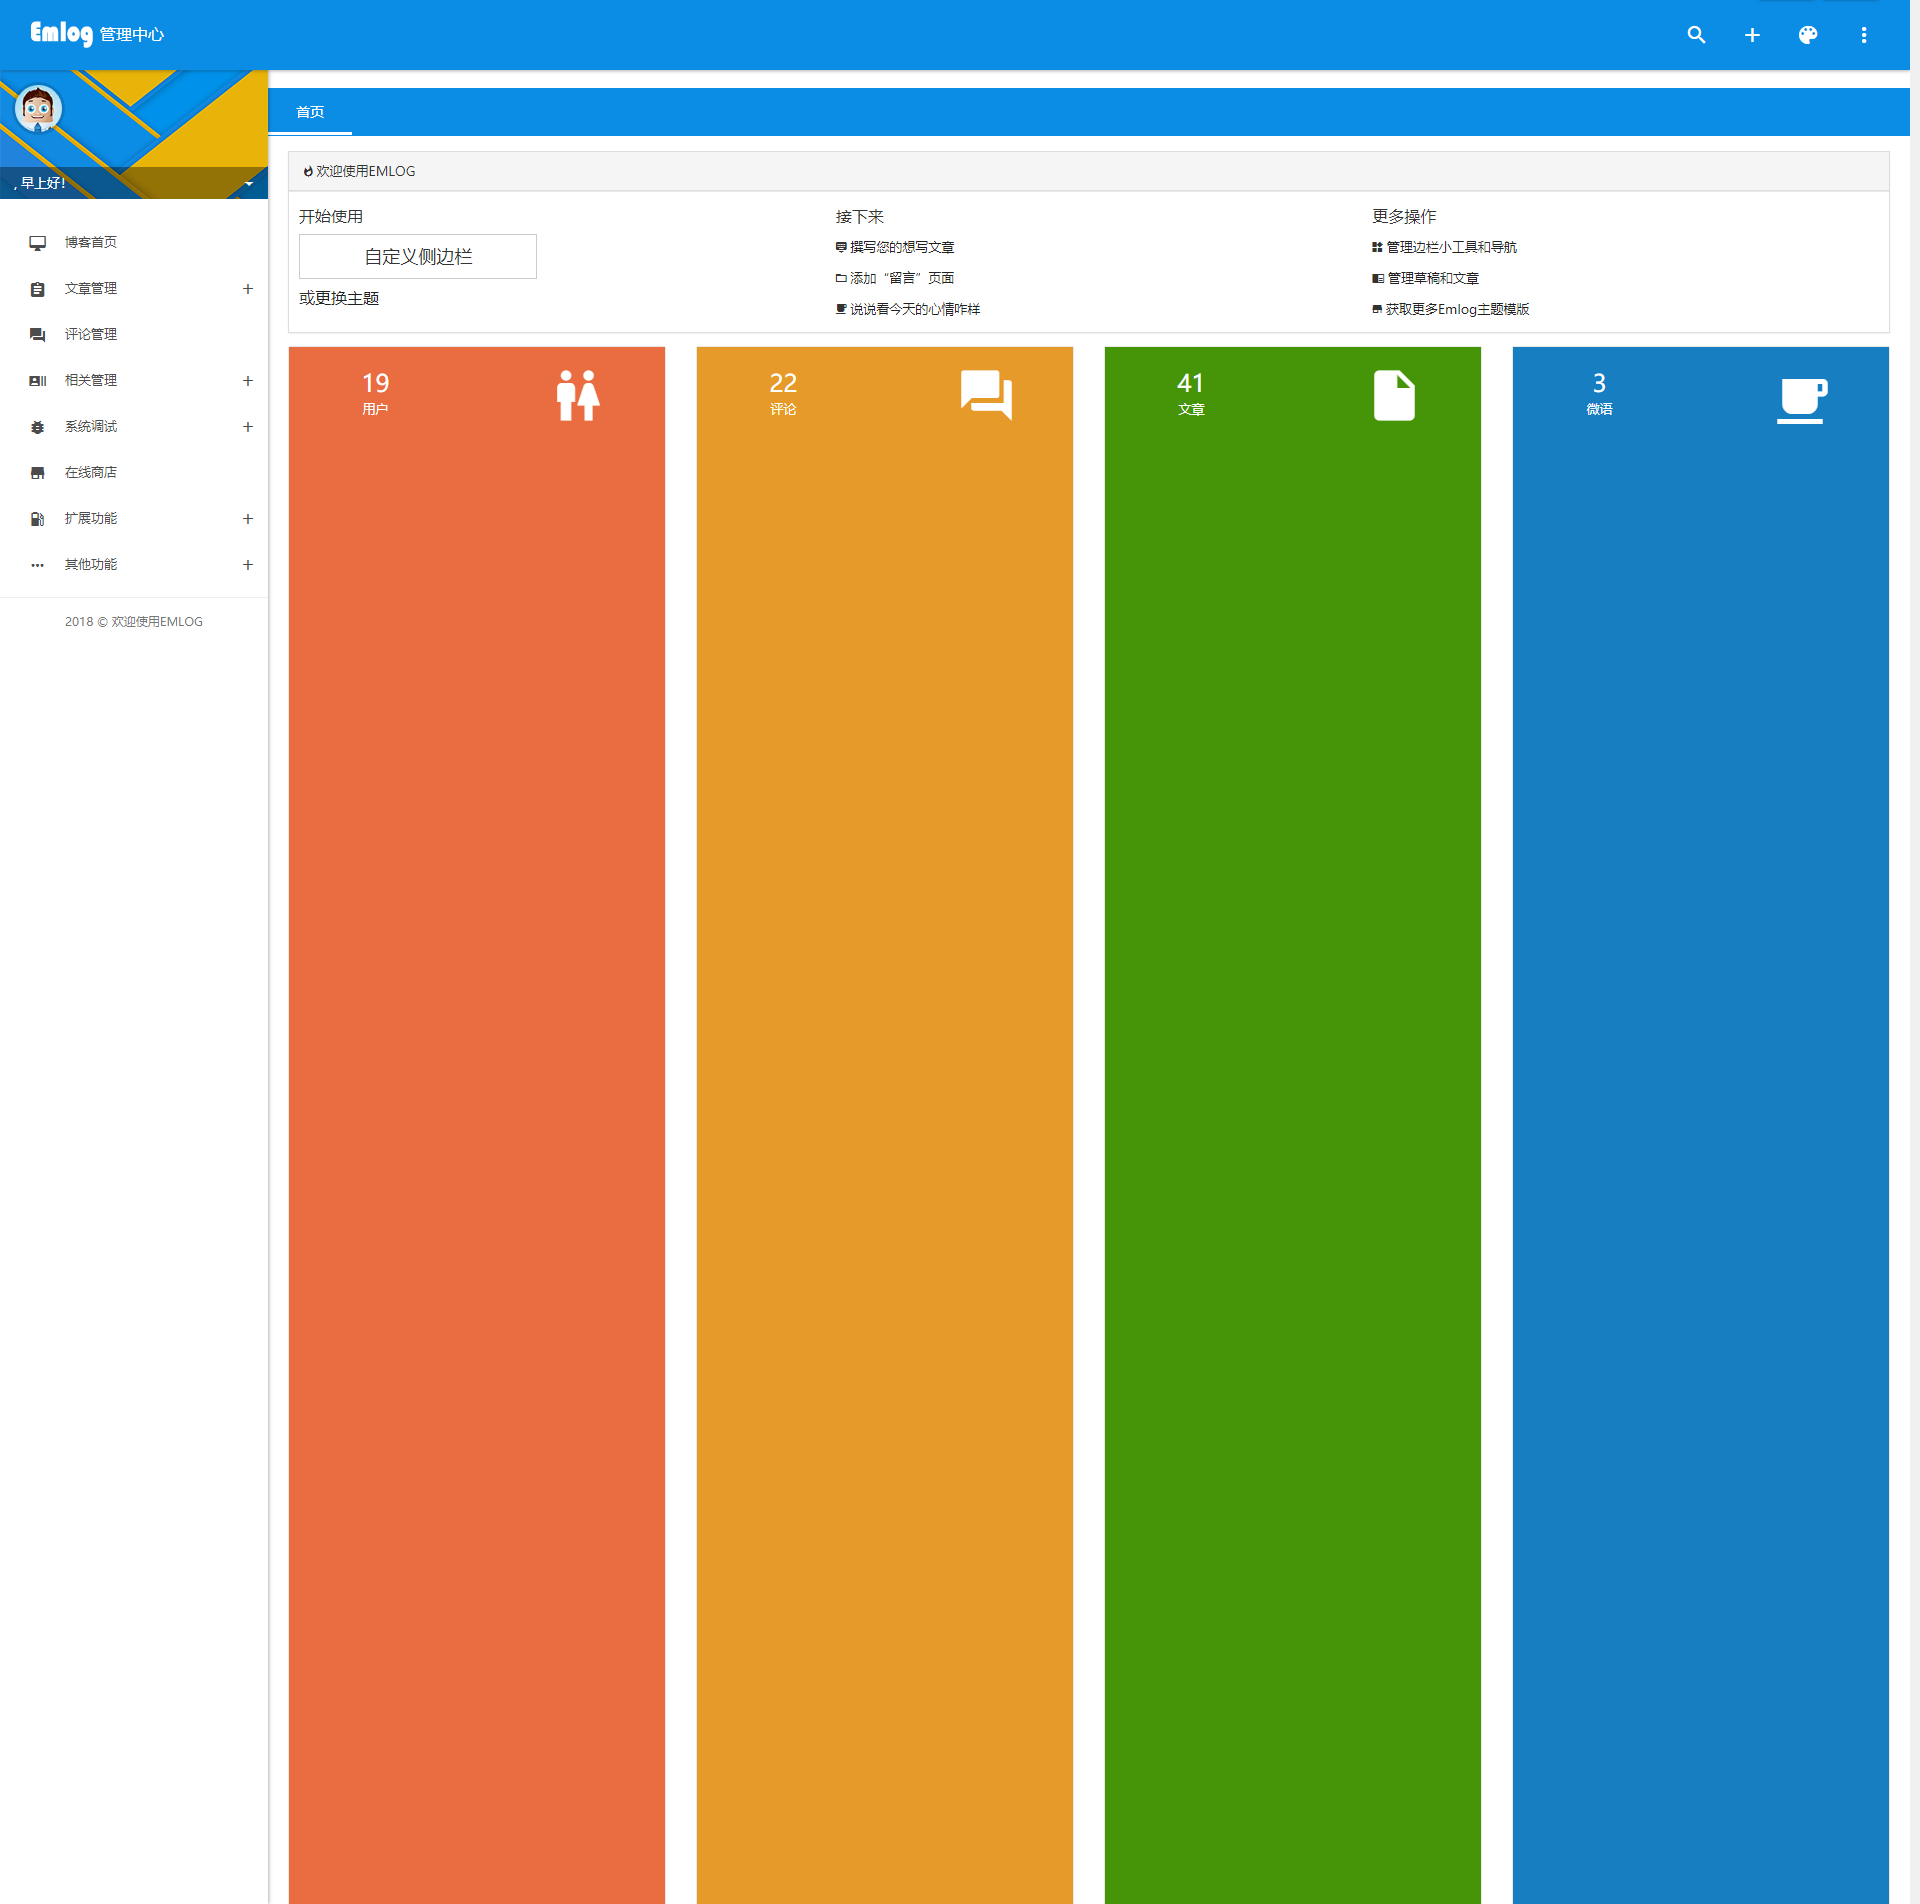 Emlog 管理中心
, 早上好!
博客首页
文章管理
评论管理
相关管理
系统调试
在线商店
扩展功能
其他功能
2018 © 欢迎使用EMLOG
首页
欢迎使用EMLOG
开始使用
自定义侧边栏
或更换主题
接下来
撰写您的想写文章
添加“留言”页面
说说看今天的心情咋样
更多操作
管理边栏小工具和导航
管理草稿和文章
获取更多Emlog主题模版
19
用户
22
评论
41
文章
3
微语